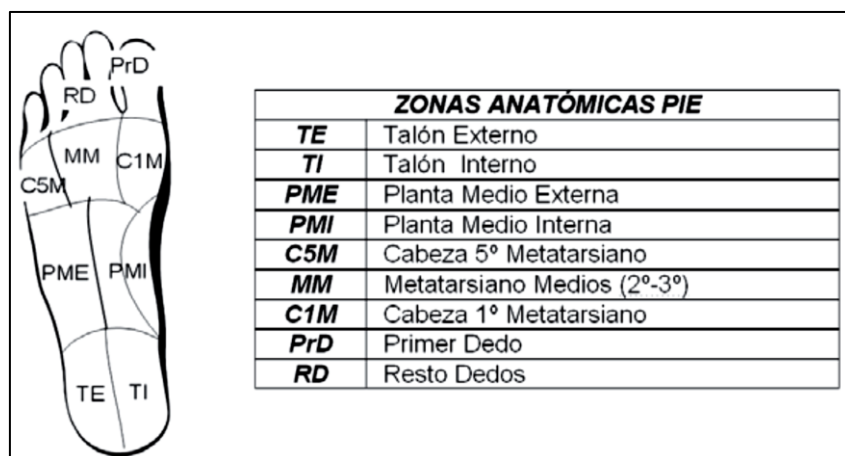 PrD
RD
MM
C1M
C5M
PME
PMI
TE
TI
ZONAS ANATÓMICAS PIE
TE Talón Externo
TI Talón Interno
PME Planta Medio Externa
PMI Planta Medio Interna
C5M Cabeza 5º Metatarsiano
MM Metatarsiano Medios (2º-3º)
C1M Cabeza 1º Metatarsiano
PrD Primer Dedo
RD Resto Dedos